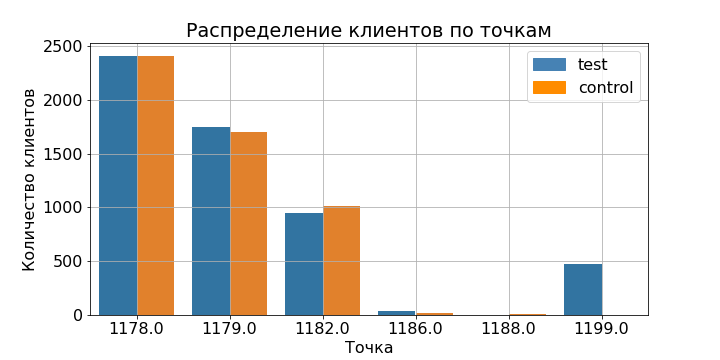 Распределение клиентов по точкам
test
control
Количество клиентов
2500
2000
1500
1000
500
0
1178.0 1179.0 1182.0 1186.0 1188.0 1199.0
Точка